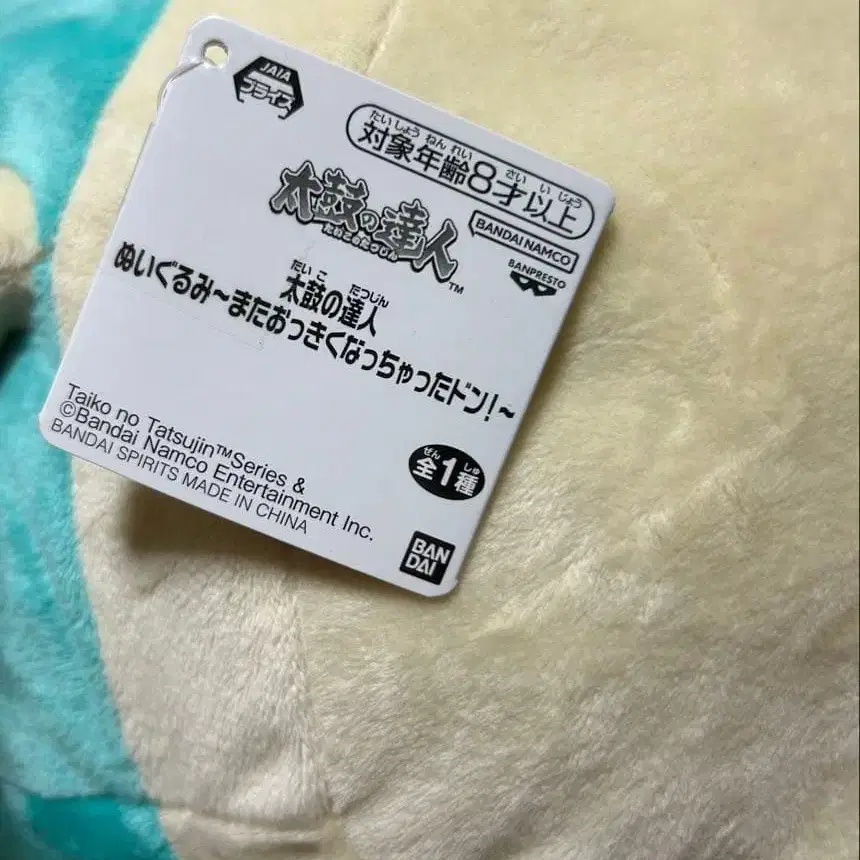 JAIA
プライズ
たいしょうねんれい さい いじょう
対象年齢8才以上
太鼓の達人
たいこのたつじん
TM
BANDAI NAMCO
BANPRESTO
たいこ たつじん
太鼓の達人
ぬいぐるみ~またおっきくなっちゃったドン!~
Taiko no Tatsujin™Series &
©Bandai Namco Entertainment Inc.
BANDAI SPIRITS MADE IN CHINA
ぜん しゅ
全1種
BAN
DAI